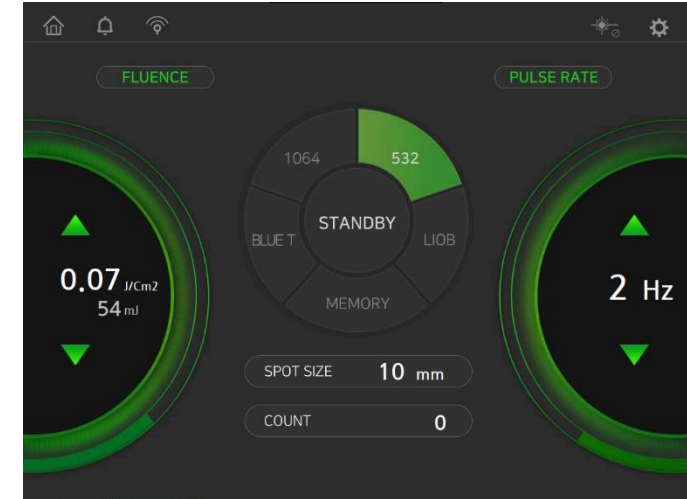 FLUENCE
PULSE RATE
1064
532
BLUE T
STANDBY
LIOB
MEMORY
0.07 J/Cm2
54 mJ
2 Hz
SPOT SIZE 10 mm
COUNT 0